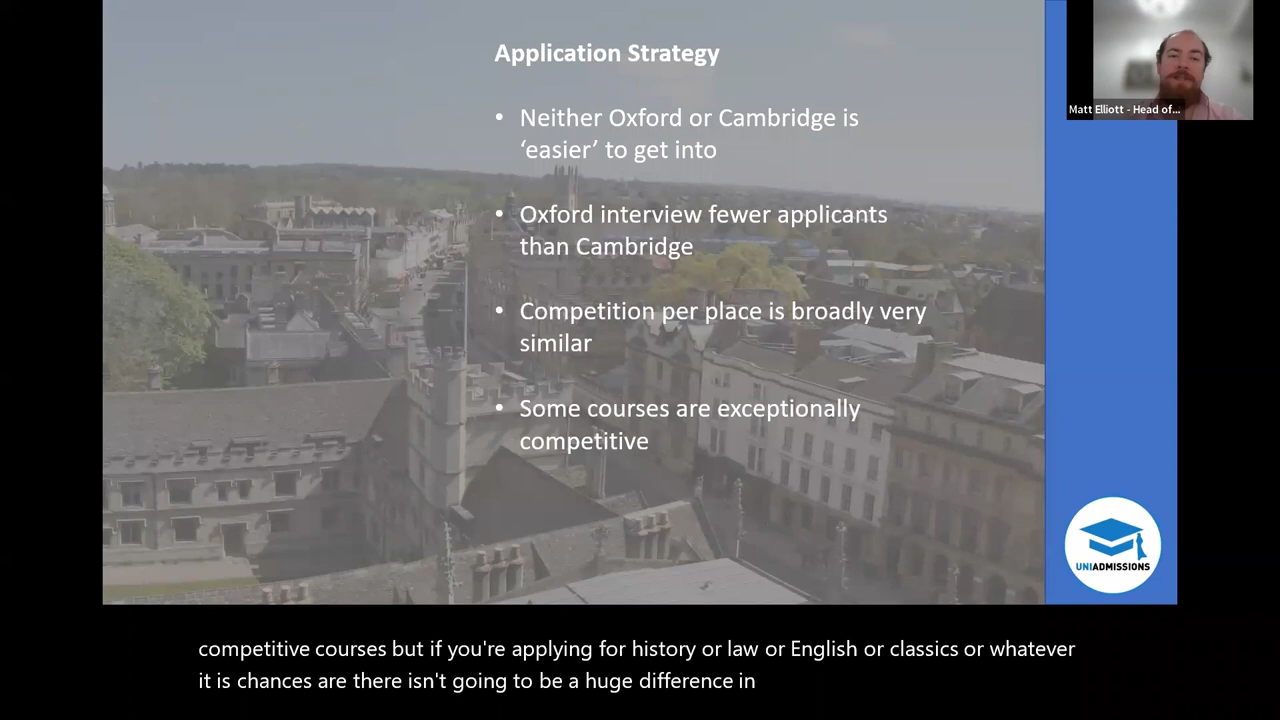 Application Strategy
• Neither Oxford or Cambridge is
‘easier’ to get into
• Oxford interview fewer applicants
than Cambridge
• Competition per place is broadly very
similar
• Some courses are exceptionally
competitive
Matt Elliott - Head of...
UNIADMISSIONS
competitive courses but if you're applying for history or law or English or classics or whatever
it is chances are there isn't going to be a huge difference in